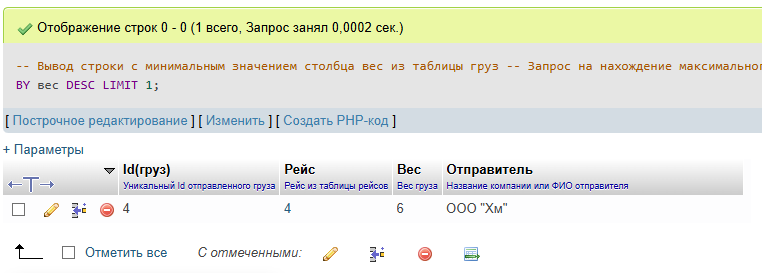 Отображение строк 0 - 0 (1 всего, Запрос занял 0,0002 сек.)
-- Вывод строки с минимальным значением столбца вес из таблицы груз -- Запрос на нахождение
BY вес DESC LIMIT 1;
[ Построчное редактирование ] [ Изменить ] [ Создать PHP-код ]
+ Параметры
Id(груз) Рейс Вес Отправитель
Уникальный Id отправленного груза Рейс из таблицы рейсов Вес груза Название компании или ФИО отправителя
4 4 6 ООО "Хм"
Отметить все С отмеченными: